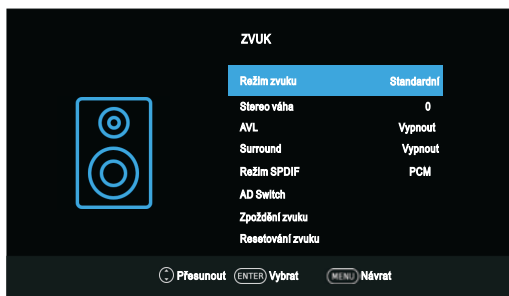 ZVUK
Režim zvuku Standardní
Stereo váha 0
AVL Vypnout
Surround Vypnout
Režim SPDIF PCM
AD Switch
Zpoždění zvuku
Resetování zvuku
Přesunout ENTER Vybrat MENU Návrat